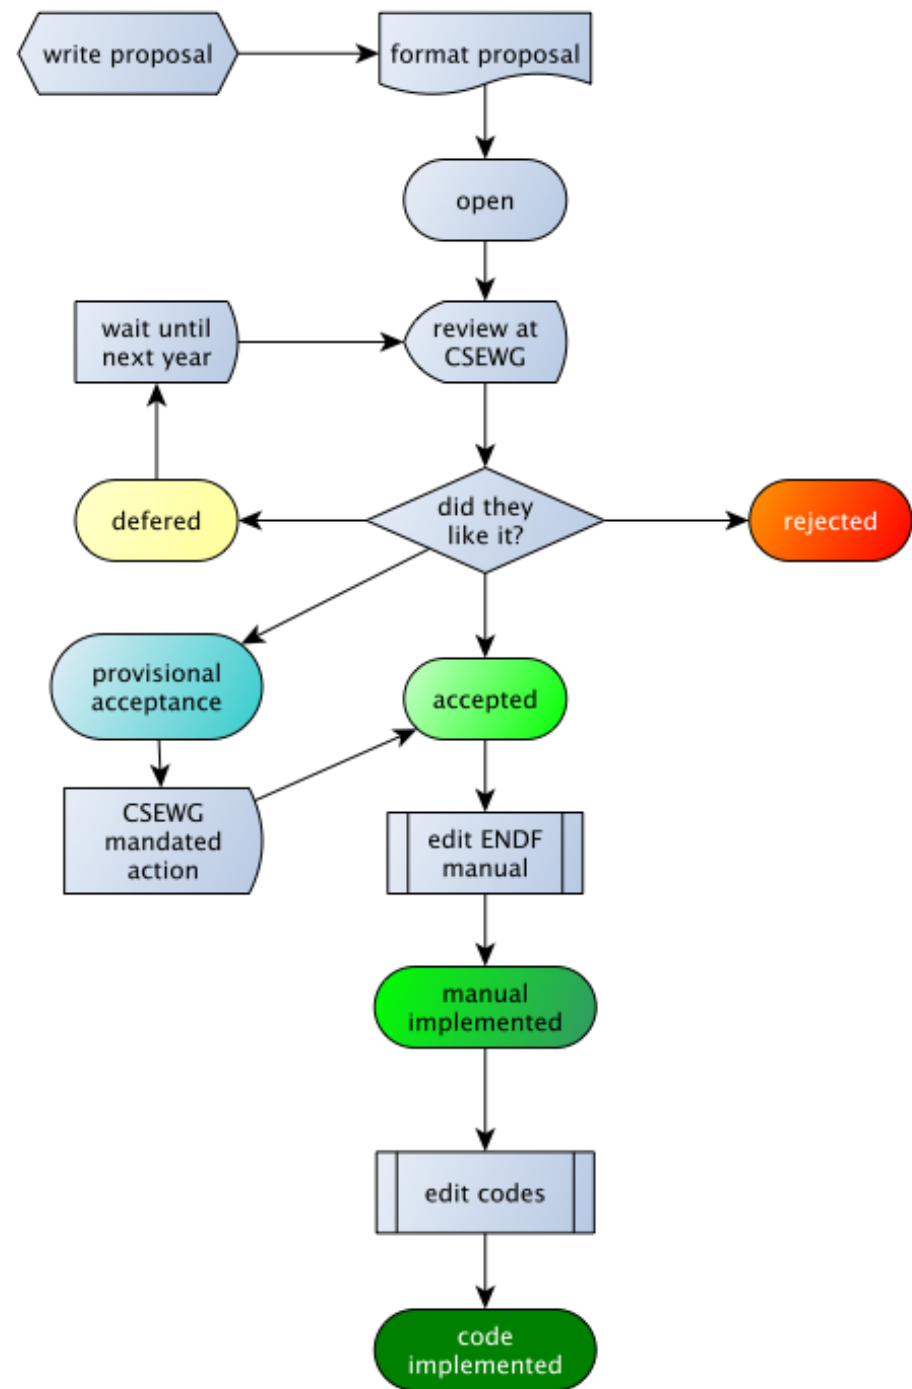 write proposal
format proposal
open
wait until
next year
review at
CSEWG
defered
did they
like it?
rejected
provisional
acceptance
accepted
CSEWG
mandated
action
edit ENDF
manual
manual
implemented
edit codes
code
implemented